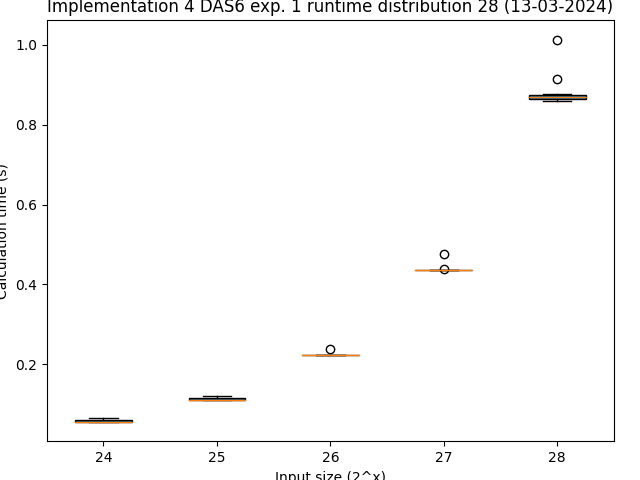 Implementation 4 DAS6 exp. 1 runtime distribution 28 (13-03-2024)
Calculation time (s)
1.0
0.8
0.6
0.4
0.2
24 25 26 27 28
Input size (2^x)